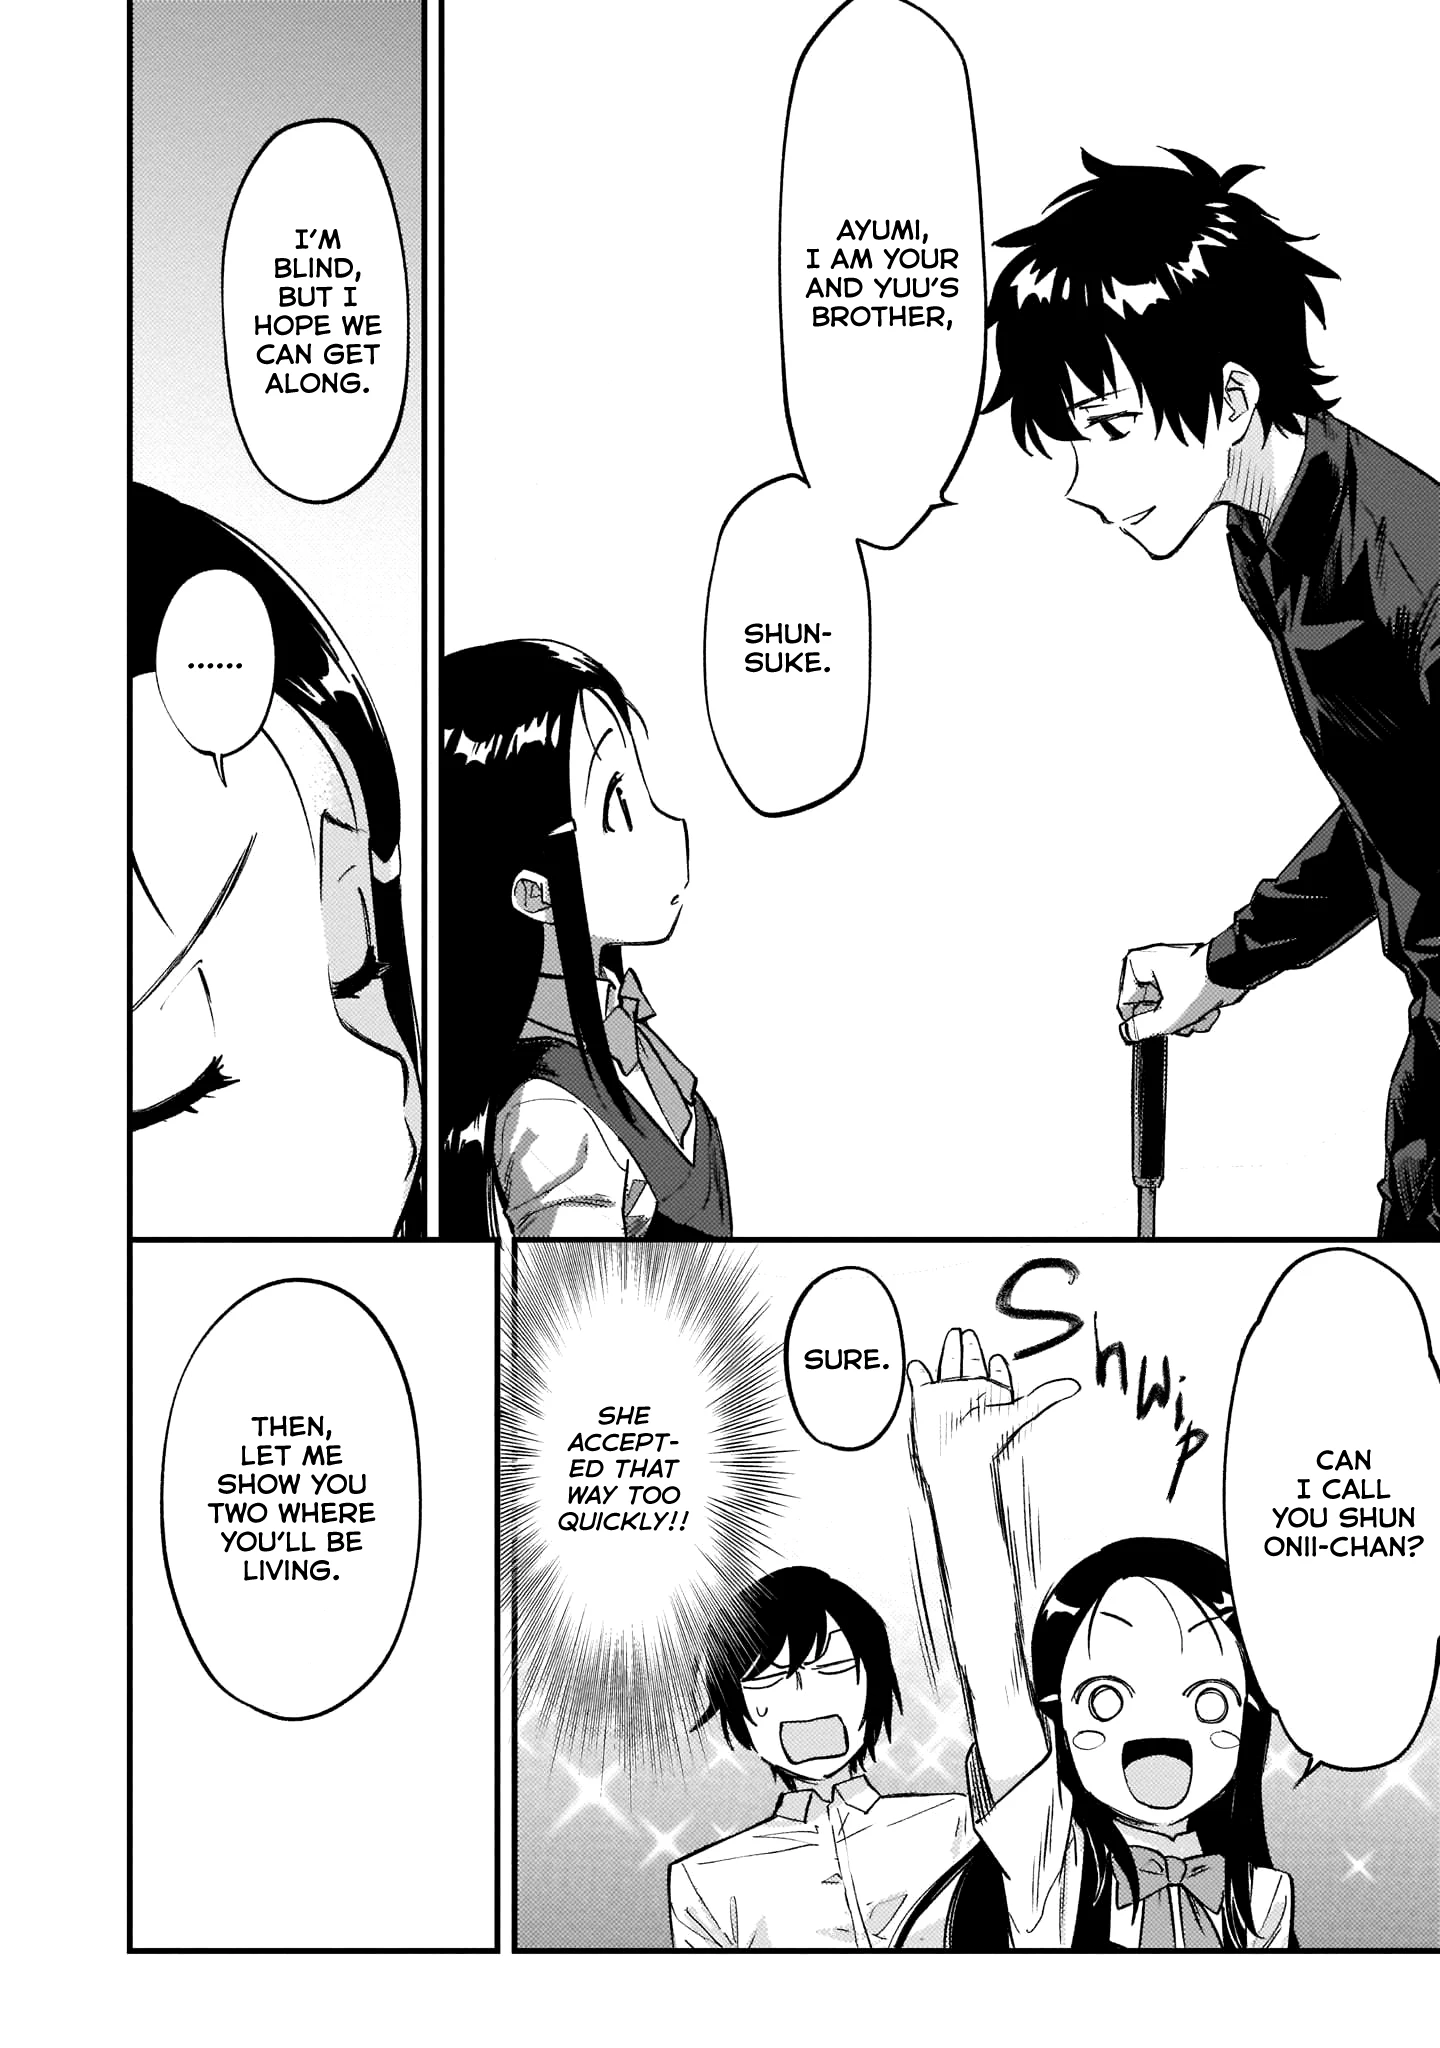 AYUMI,
I AM YOUR
AND YUU'S
BROTHER,
SHUN-
SUKE.
I'M
BLIND,
BUT I
HOPE WE
CAN GET
ALONG.
......
CAN
I CALL
YOU SHUN
ONII-CHAN?
Shwip
SURE.
SHE
ACCEPT-
ED THAT
WAY TOO
QUICKLY!!
THEN,
LET ME
SHOW YOU
TWO WHERE
YOU'LL BE
LIVING.